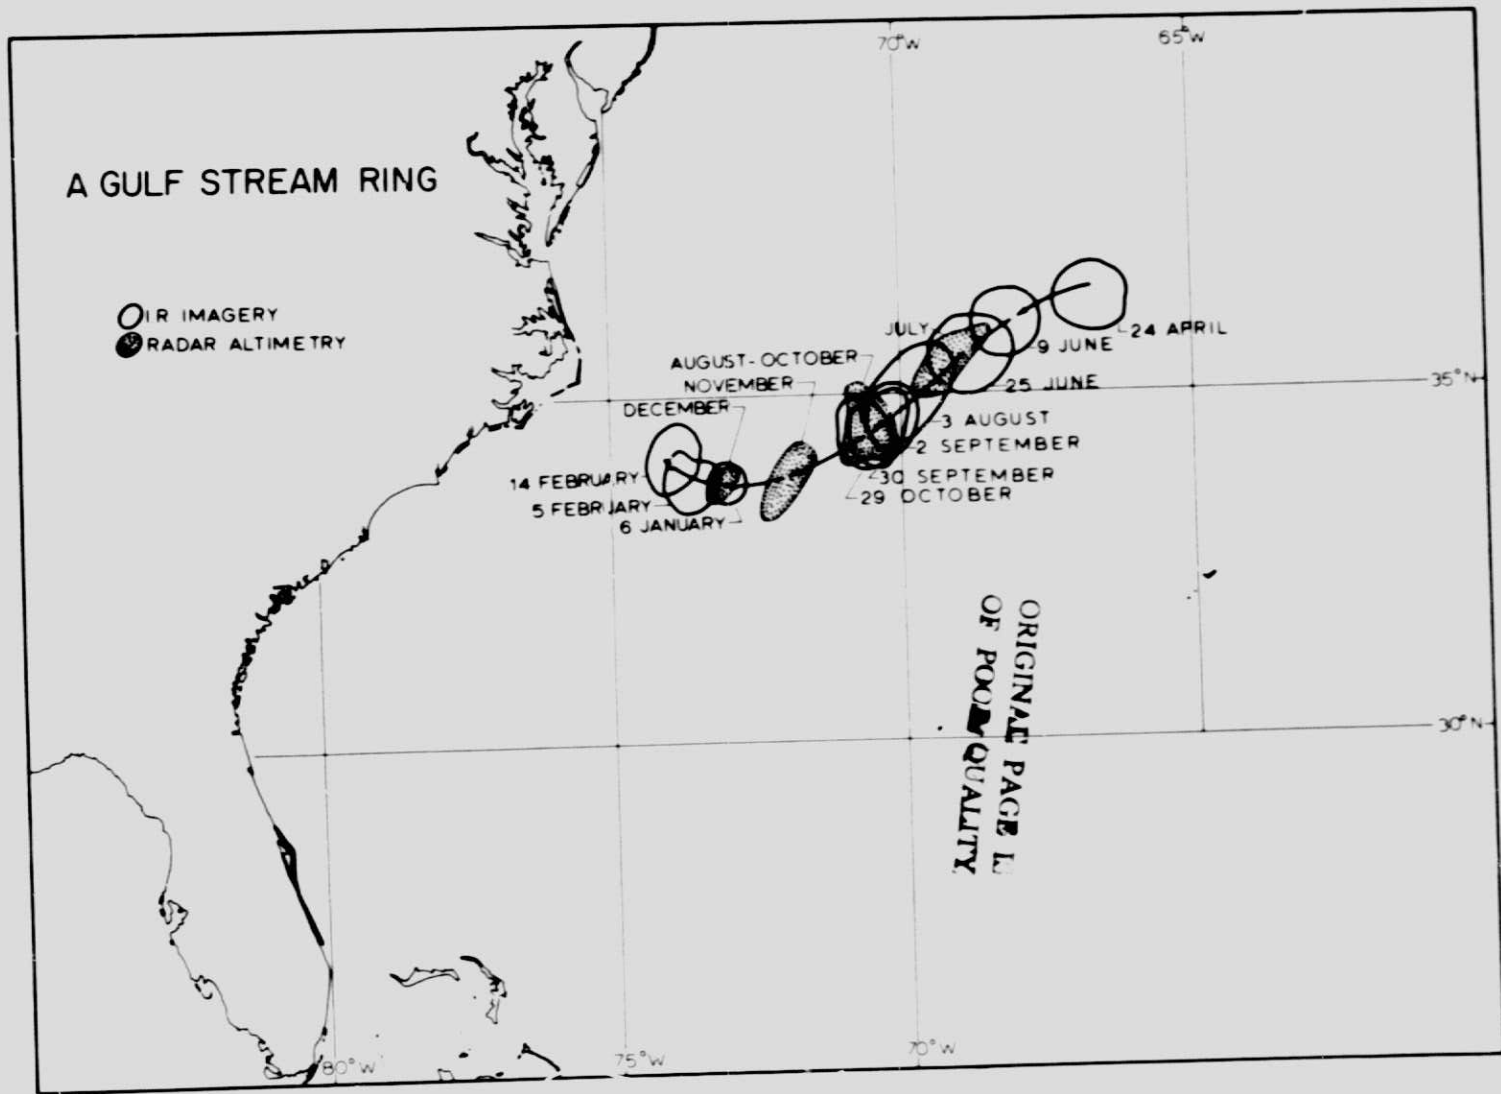 70°W
65°W
A GULF STREAM RING
IR IMAGERY
RADAR ALTIMETRY
JULY
24 APRIL
9 JUNE
AUGUST-OCTOBER
NOVEMBER
25 JUNE
35°N
DECEMBER
3 AUGUST
2 SEPTEMBER
14 FEBRUARY
30 SEPTEMBER
5 FEBRUARY
29 OCTOBER
6 JANUARY
ORIGINAL PAGE
OF POOR QUALITY
30°N
80°W
75°W
70°W